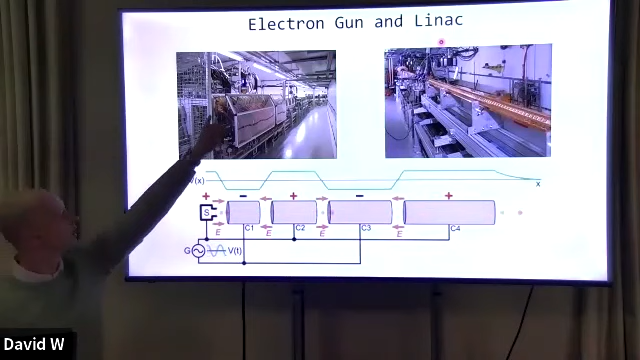 Electron Gun and Linac
V(x)
x
+ − + − +
S
E E E E
C1 C2 C3 C4
G V(t)
David W